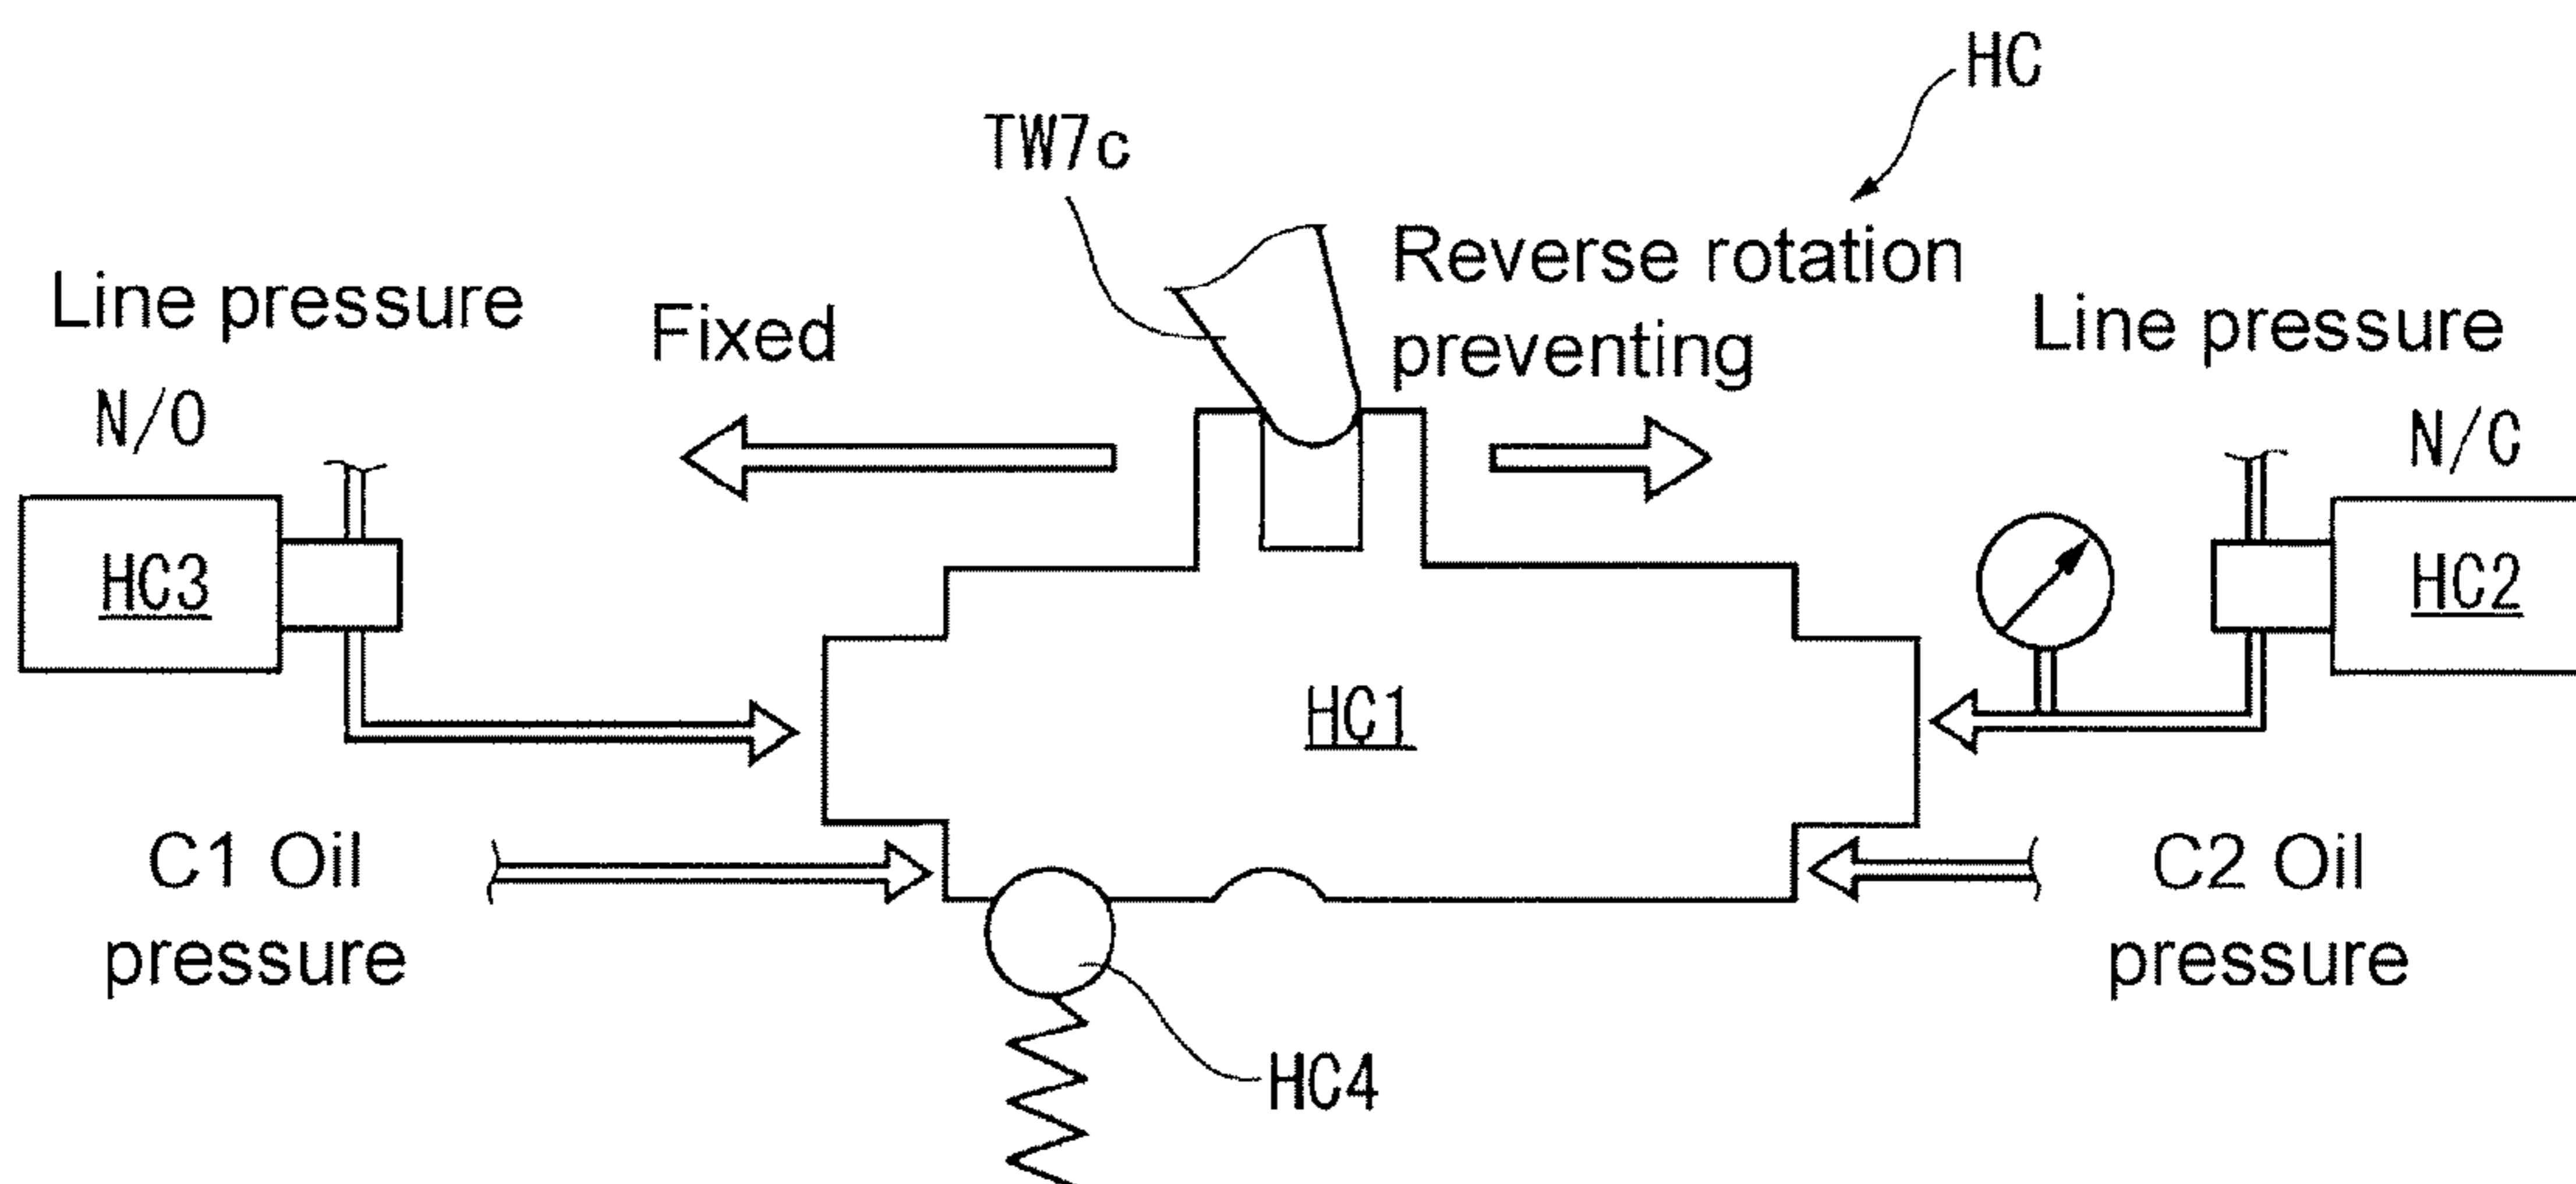 HC
TW7c
Reverse rotation
preventing
Line pressure
Fixed
Line pressure
N/O
N/C
HC3
HC2
HC1
C1 Oil
pressure
C2 Oil
pressure
HC4